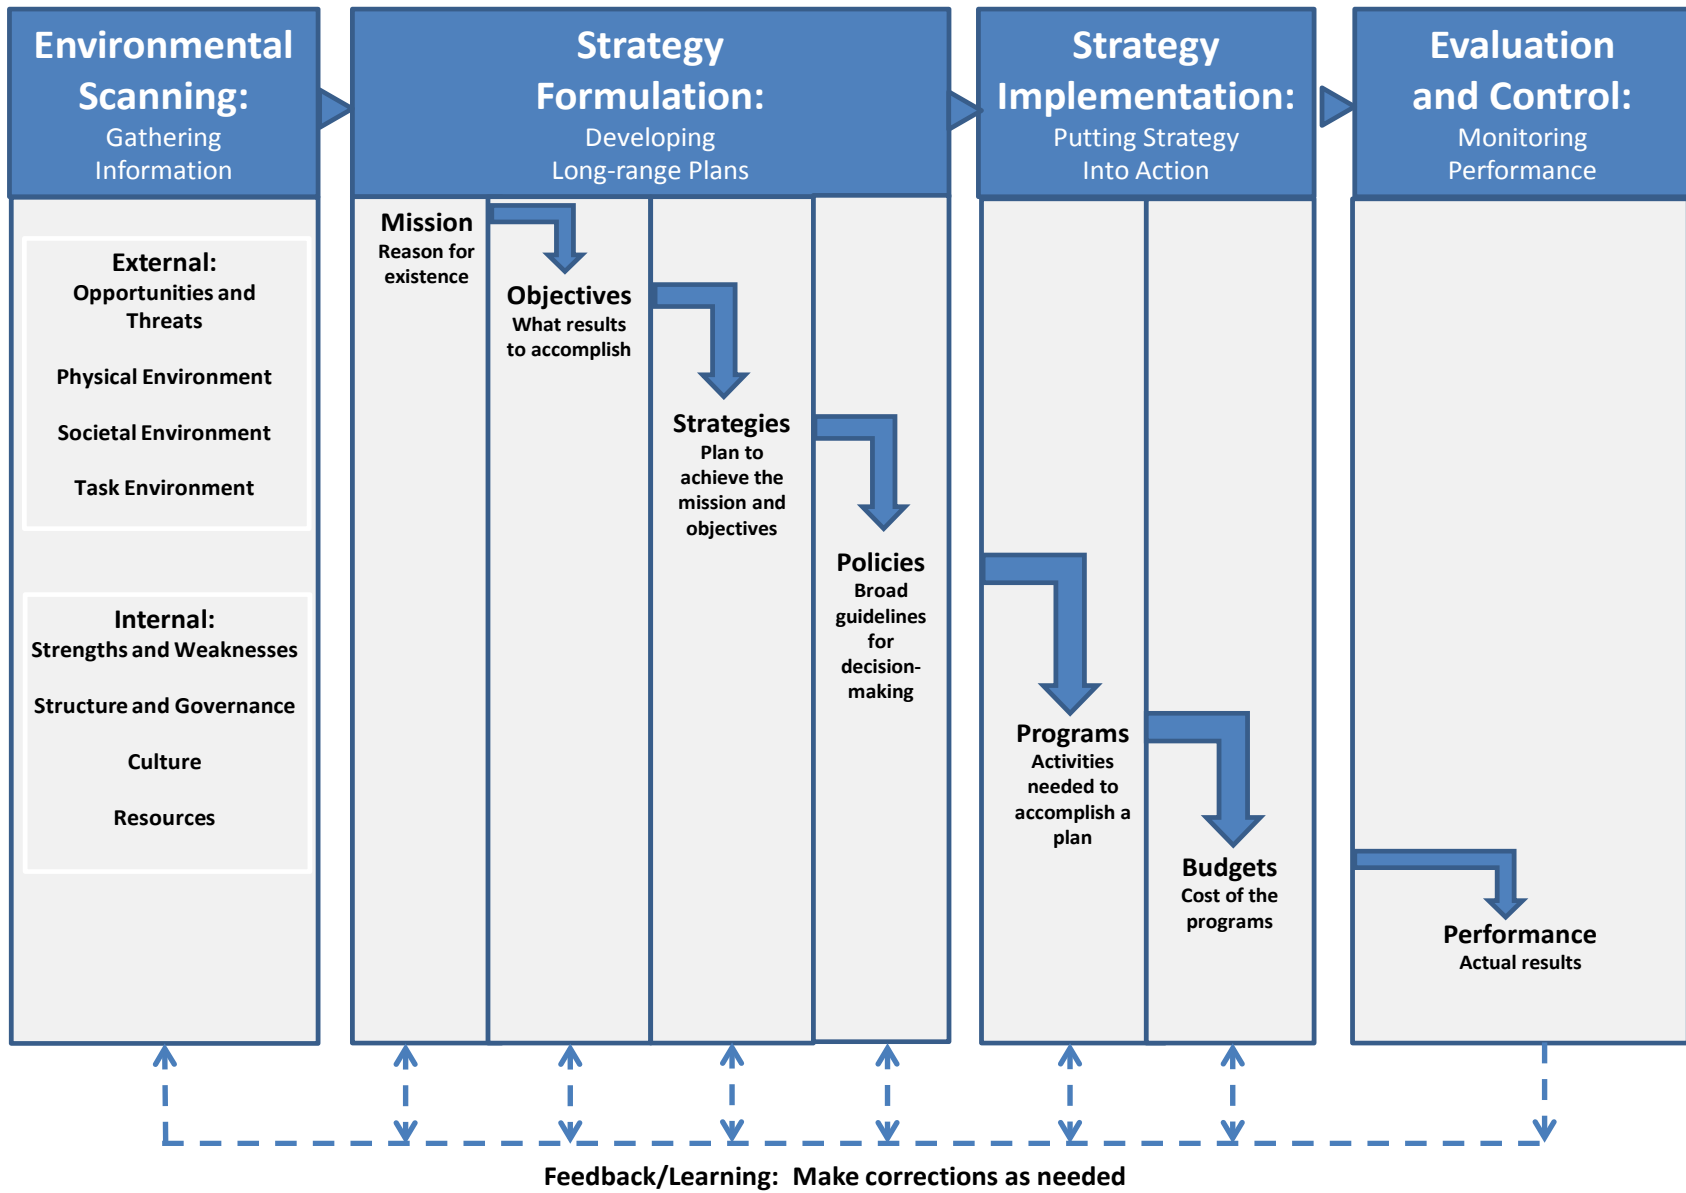 Environmental
Scanning:
Gathering
Information
Strategy
Formulation:
Developing
Long-range Plans
Strategy
Implementation:
Putting Strategy
Into Action
Evaluation
and Control:
Monitoring
Performance
External:
Opportunities and
Threats
Physical Environment
Societal Environment
Task Environment
Internal:
Strengths and Weaknesses
Structure and Governance
Culture
Resources
Mission
Reason for
existence
Objectives
What results
to accomplish
Strategies
Plan to
achieve the
mission and
objectives
Policies
Broad
guidelines
for
decision-
making
Programs
Activities
needed to
accomplish a
plan
Budgets
Cost of the
programs
Performance
Actual results
Feedback/Learning:  Make corrections as needed